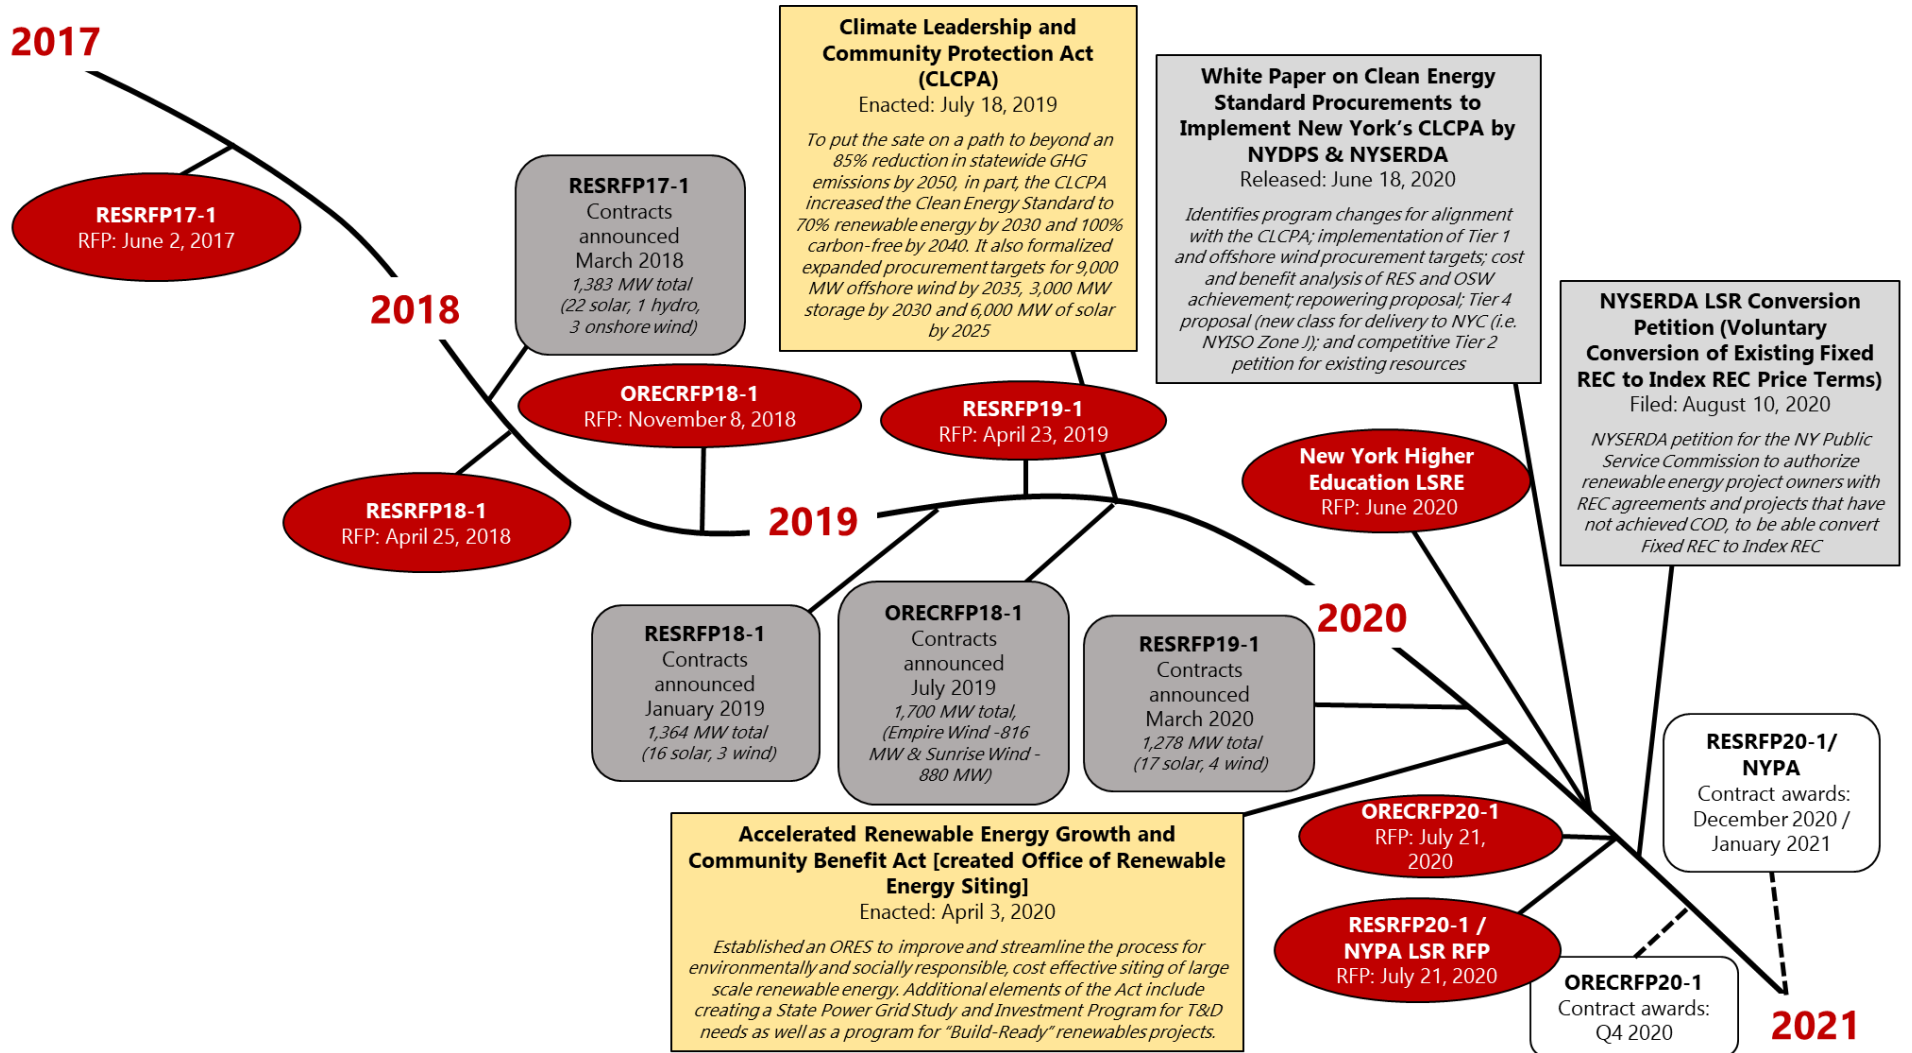 2017
RESRFP17-1
RFP: June 2, 2017
2018
RESRFP17-1
Contracts
announced
March 2018
1,383 MW total
(22 solar, 1 hydro,
3 onshore wind)
RESRFP18-1
RFP: April 25, 2018
ORECRFP18-1
RFP: November 8, 2018
2019
Climate Leadership and
Community Protection Act
(CLCPA)
Enacted: July 18, 2019
To put the sate on a path to beyond an
85% reduction in statewide GHG
emissions by 2050, in part, the CLCPA
increased the Clean Energy Standard to
70% renewable energy by 2030 and 100%
carbon-free by 2040. It also formalized
expanded procurement targets for 9,000
MW offshore wind by 2035, 3,000 MW
storage by 2030 and 6,000 MW of solar
by 2025
RESRFP19-1
RFP: April 23, 2019
RESRFP18-1
Contracts
announced
January 2019
1,364 MW total
(16 solar, 3 wind)
ORECRFP18-1
Contracts
announced
July 2019
1,700 MW total,
(Empire Wind -816
MW & Sunrise Wind -
880 MW)
RESRFP19-1
Contracts
announced
March 2020
1,278 MW total
(17 solar, 4 wind)
2020
White Paper on Clean Energy
Standard Procurements to
Implement New York's CLCPA by
NYDPS & NYSERDA
Released: June 18, 2020
Identifies program changes for alignment
with the CLCPA; implementation of Tier 1
and offshore wind procurement targets; cost
and benefit analysis of RES and OSW
achievement; repowering proposal; Tier 4
proposal (new class for delivery to NYC (i.e.
NYISO Zone J); and competitive Tier 2
petition for existing resources
New York Higher
Education LSRE
RFP: June 2020
NYSERDA LSR Conversion
Petition (Voluntary
Conversion of Existing Fixed
REC to Index REC Price Terms)
Filed: August 10, 2020
NYSERDA petition for the NY Public
Service Commission to authorize
renewable energy project owners with
REC agreements and projects that have
not achieved COD, to be able convert
Fixed REC to Index REC
Accelerated Renewable Energy Growth and
Community Benefit Act [created Office of Renewable
Energy Siting]
Enacted: April 3, 2020
Established an ORES to improve and streamline the process for
environmentally and socially responsible, cost effective siting of large
scale renewable energy. Additional elements of the Act include
creating a State Power Grid Study and Investment Program for T&D
needs as well as a program for “Build-Ready” renewables projects.
ORECRFP20-1
RFP: July 21,
2020
RESRFP20-1 /
NYPA LSR RFP
RFP: July 21, 2020
RESRFP20-1/
NYPA
Contract awards:
December 2020 /
January 2021
ORECRFP20-1
Contract awards:
Q4 2020
2021